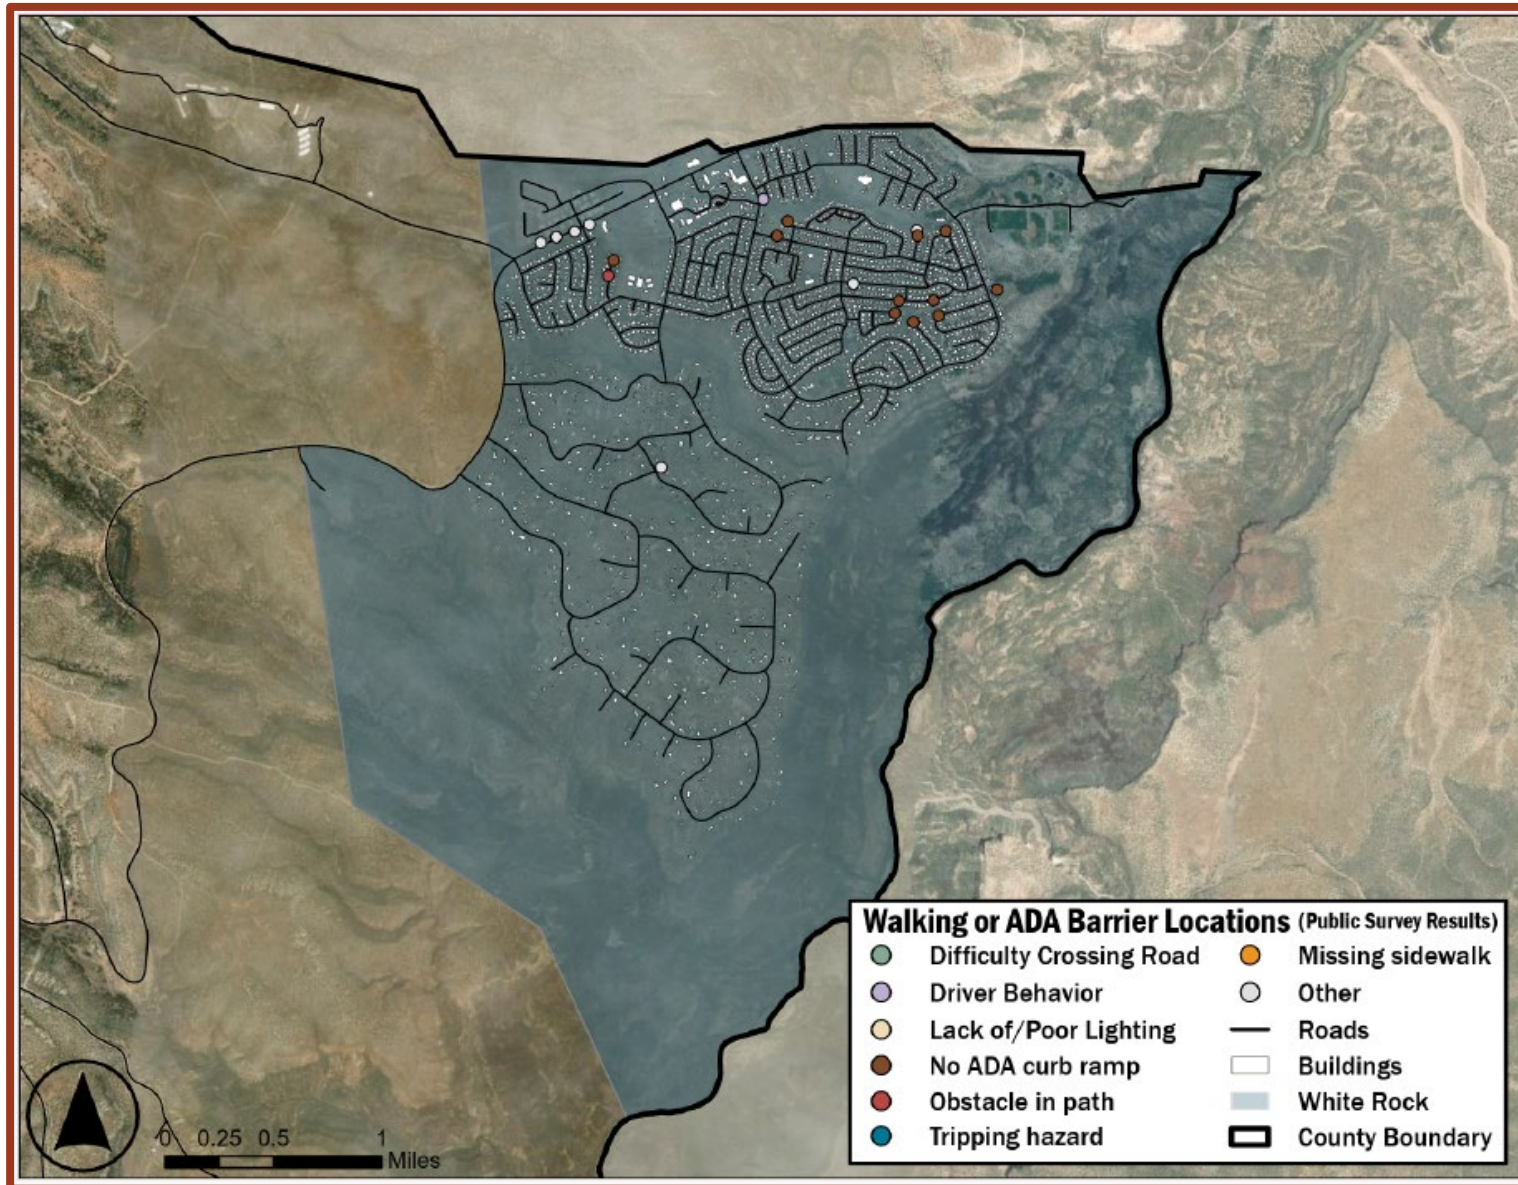 Walking or ADA Barrier Locations (Public Survey Results)
Difficulty Crossing Road
Driver Behavior
Lack of/Poor Lighting
No ADA curb ramp
Obstacle in path
Tripping hazard
Missing sidewalk
Other
Roads
Buildings
White Rock
County Boundary
0 0.25 0.5 1
Miles